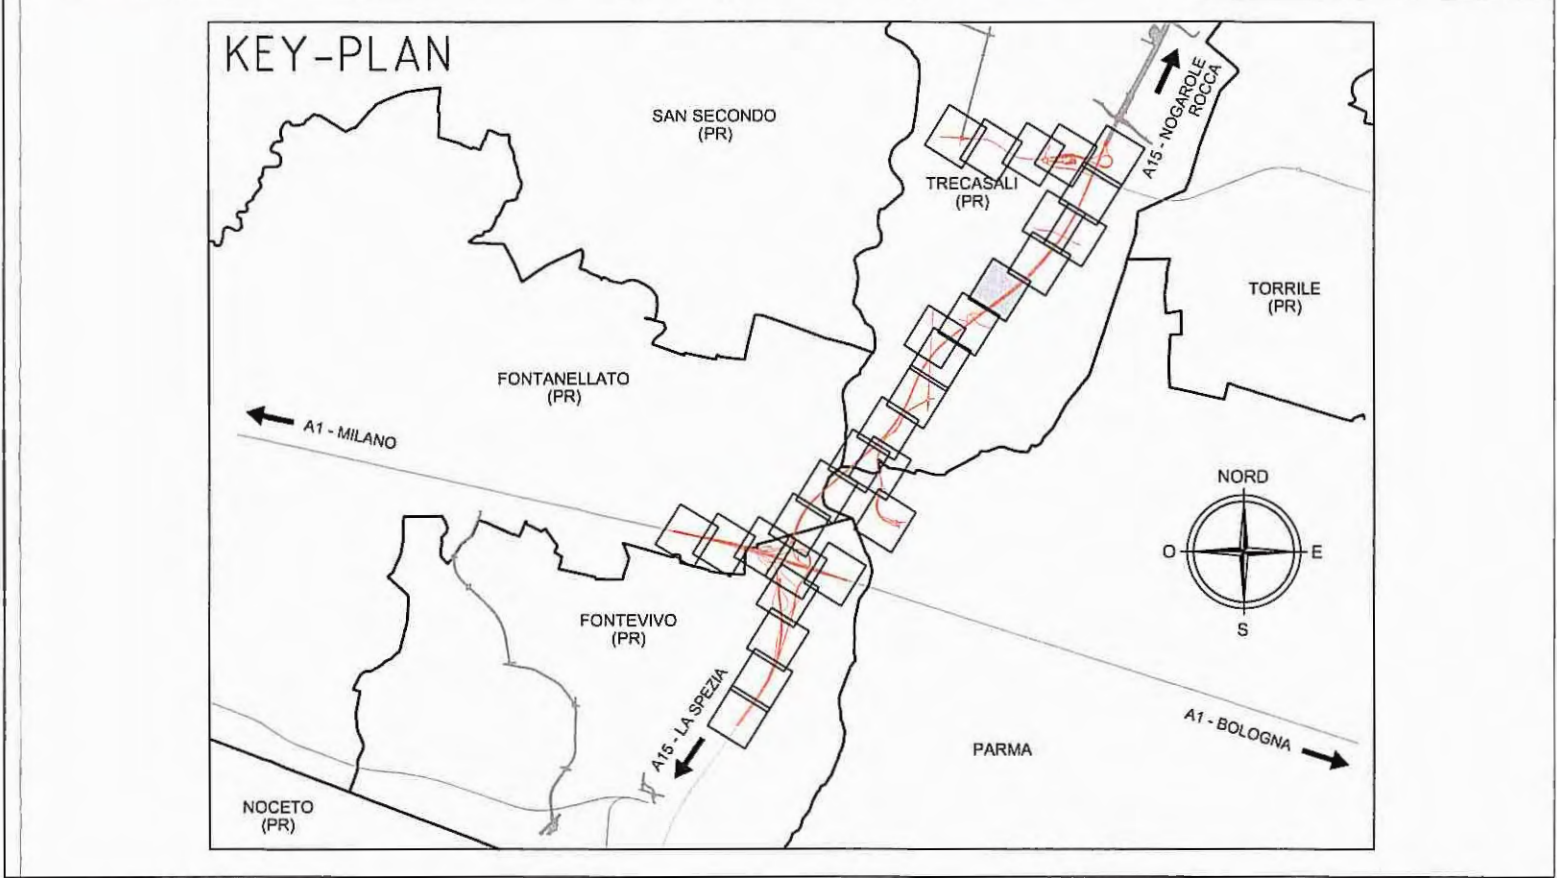 KEY-PLAN
SAN SECONDO
(PR)
A15 - NOGAROLE
ROCCA
TRECASALI
(PR)
TORRILE
(PR)
FONTANELLATO
(PR)
A1 - MILANO
NORD
O
E
S
FONTEVIVO
(PR)
A15 - LA SPEZIA
A1 - BOLOGNA
PARMA
NOCETO
(PR)